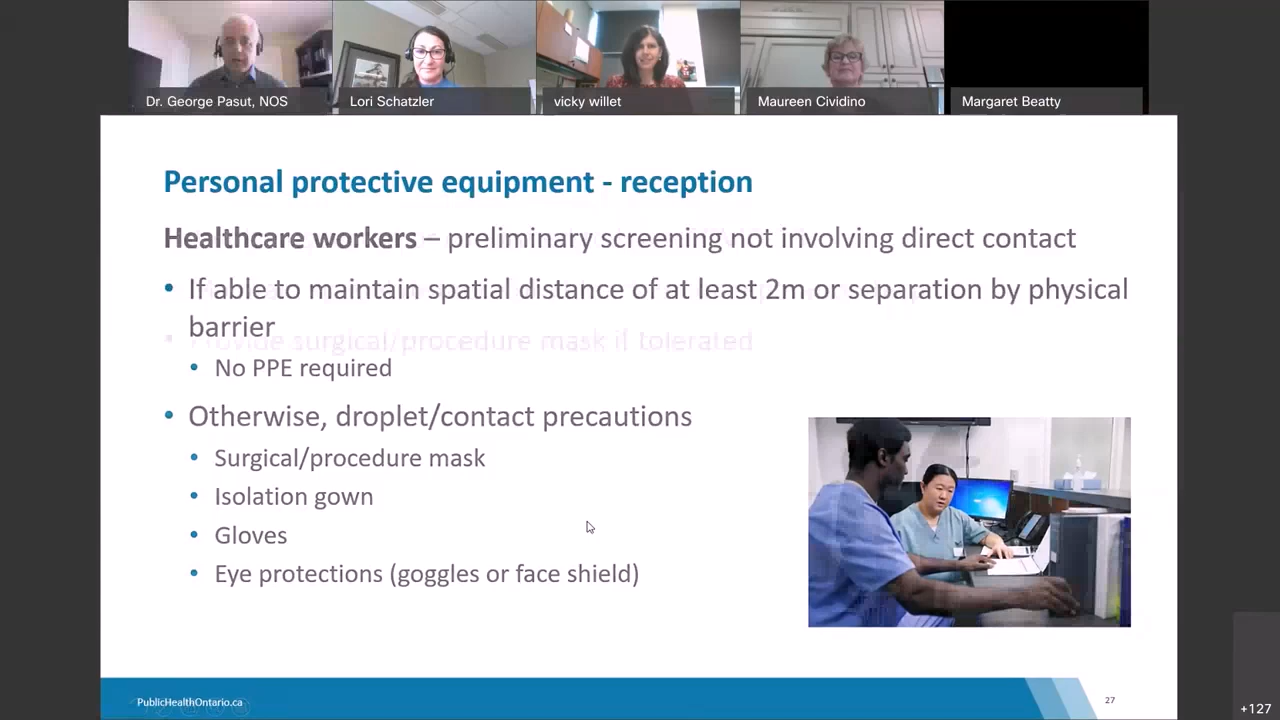 Dr. George Pasut, NOS
Lori Schatzler
vicky willet
Maureen Cividino
Margaret Beatty
Personal protective equipment - reception
Healthcare workers – preliminary screening not involving direct contact
• If able to maintain spatial distance of at least 2m or separation by physical
barrier
• Provide surgical/procedure mask if tolerated
• No PPE required
• Otherwise, droplet/contact precautions
• Surgical/procedure mask
• Isolation gown
• Gloves
• Eye protections (goggles or face shield)
PublicHealthOntario.ca
27
+127